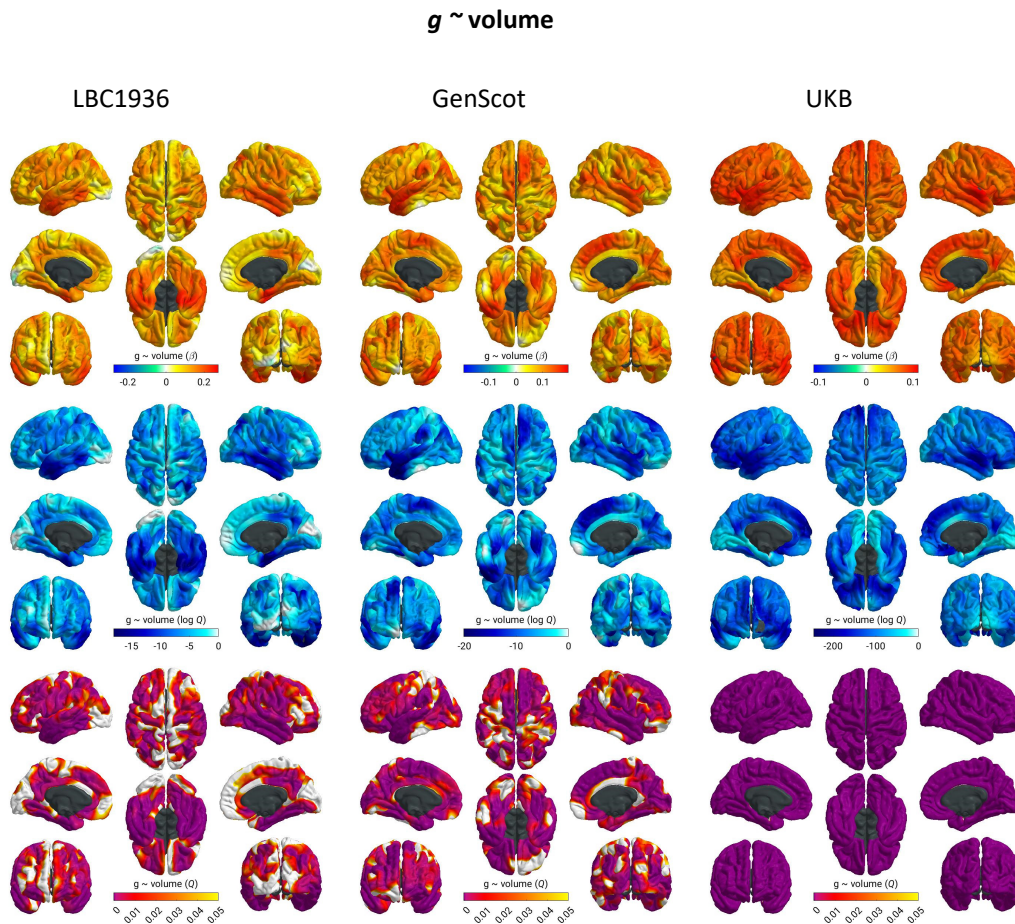 g ~ volume
LBC1936 GenScot UKB
g ~ volume (β) g ~ volume (β) g ~ volume (β)
-0.2 0 0.2 -0.1 0 0.1 -0.1 0 0.1
g ~ volume (log Q) g ~ volume (log Q) g ~ volume (log Q)
-15 -10 -5 0 -20 -10 0 -200 -100 0
g ~ volume (Q) g ~ volume (Q) g ~ volume (Q)
0 0.01 0.02 0.03 0.04 0.05 0 0.01 0.02 0.03 0.04 0.05 0 0.01 0.02 0.03 0.04 0.05